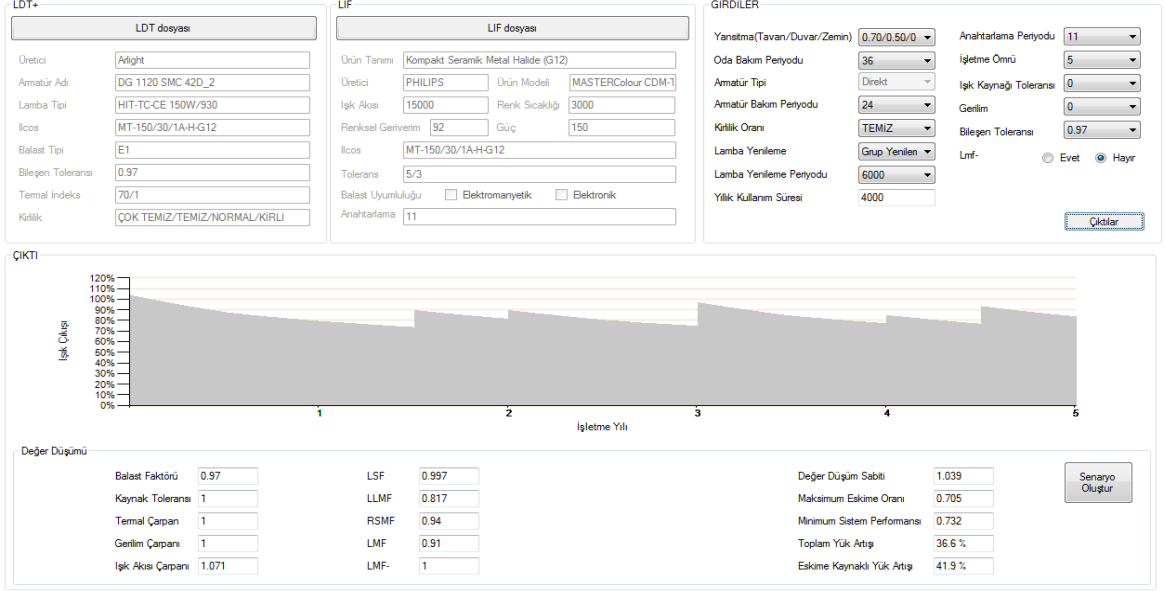 LDT+
LDT dosyası
Üretici Arlight
Armatür Adı DG 1120 SMC 42D_2
Lamba Tipi HIT-TC-CE 150W/930
Ilcos MT-150/30/1A-H-G12
Balast Tipi E1
Bileşen Toleransı 0.97
Termal İndeks 70/1
Kirlilik ÇOK TEMİZ/TEMİZ/NORMAL/KİRLİ
LIF
LIF dosyası
Ürün Tanımı Kompakt Seramik Metal Halide (G12)
Üretici PHILIPS Ürün Modeli MASTERColour CDM-T
Işık Akısı 15000 Renk Sıcaklığı 3000
Renksel Geriverim 92 Güç 150
Ilcos MT-150/30/1A-H-G12
Tolerans 5/3
Balast Uyumluluğu Elektromanyetik Elektronik
Anahtarlama 11
GİRDİLER
Yansıtma(Tavan/Duvar/Zemin) 0.70/0.50/0
Oda Bakım Periyodu 36
Armatür Tipi Direkt
Armatür Bakım Periyodu 24
Kirlilik Oranı TEMİZ
Lamba Yenileme Grup Yenilen
Lamba Yenileme Periyodu 6000
Yıllık Kullanım Süresi 4000
Anahtarlama Periyodu 11
İşletme Ömrü 5
Işık Kaynağı Toleransı 0
Gerilim 0
Bileşen Toleransı 0.97
Lmf- Evet Hayır
Çıktılar
ÇIKTI
Işık Çıkışı
120%
110%
100%
90%
80%
70%
60%
50%
40%
30%
20%
10%
0%
1 2 3 4 5
İşletme Yılı
Değer Düşümü
Balast Faktörü 0.97
Kaynak Toleransı 1
Termal Çarpan 1
Gerilim Çarpanı 1
Işık Akısı Çarpanı 1.071
LSF 0.997
LLMF 0.817
RSMF 0.94
LMF 0.91
LMF- 1
Değer Düşüm Sabiti 1.039
Maksimum Eskime Oranı 0.705
Minimum Sistem Performansı 0.732
Toplam Yük Artışı 36.6 %
Eskime Kaynaklı Yük Artışı 41.9 %
Senaryo
Oluştur